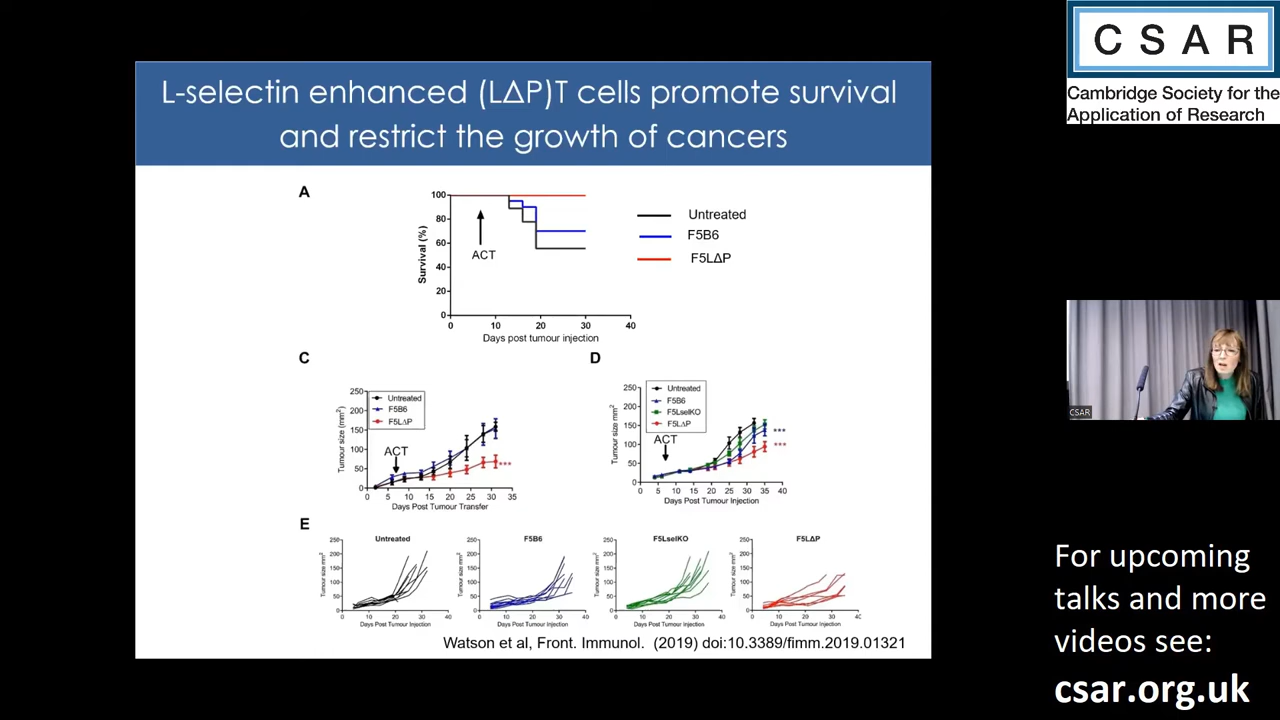 L-selectin enhanced (LΔP)T cells promote survival
and restrict the growth of cancers
A
100
80
60
40
20
0
Survival (%)
ACT
0 10 20 30 40
Days post tumour injection
Untreated
F5B6
F5LΔP
C
250
200
150
100
50
0
Tumour size (mm²)
Untreated
F5B6
F5LΔP
ACT
***
0 5 10 15 20 25 30 35
Days Post Tumour Transfer
D
250
200
150
100
50
0
Tumour size mm²
Untreated
F5B6
F5LselKO
F5LΔP
ACT
***
***
0 5 10 15 20 25 30 35 40
Days Post Tumour Injection
E
Untreated
250
200
150
100
50
0
Tumour size mm²
0 10 20 30 40
Days Post Tumour Injection
F5B6
250
200
150
100
50
0
Tumour size mm²
0 10 20 30 40
Days Post Tumour Injection
F5LselKO
250
200
150
100
50
0
Tumour size mm²
0 10 20 30 40
Days Post Tumour Injection
F5LΔP
250
200
150
100
50
0
Tumour size mm²
0 10 20 30
Days Post Tumour Injection
Watson et al, Front. Immunol. (2019) doi:10.3389/fimm.2019.01321
CSAR
Cambridge Society for the
Application of Research
CSAR
For upcoming
talks and more
videos see:
csar.org.uk